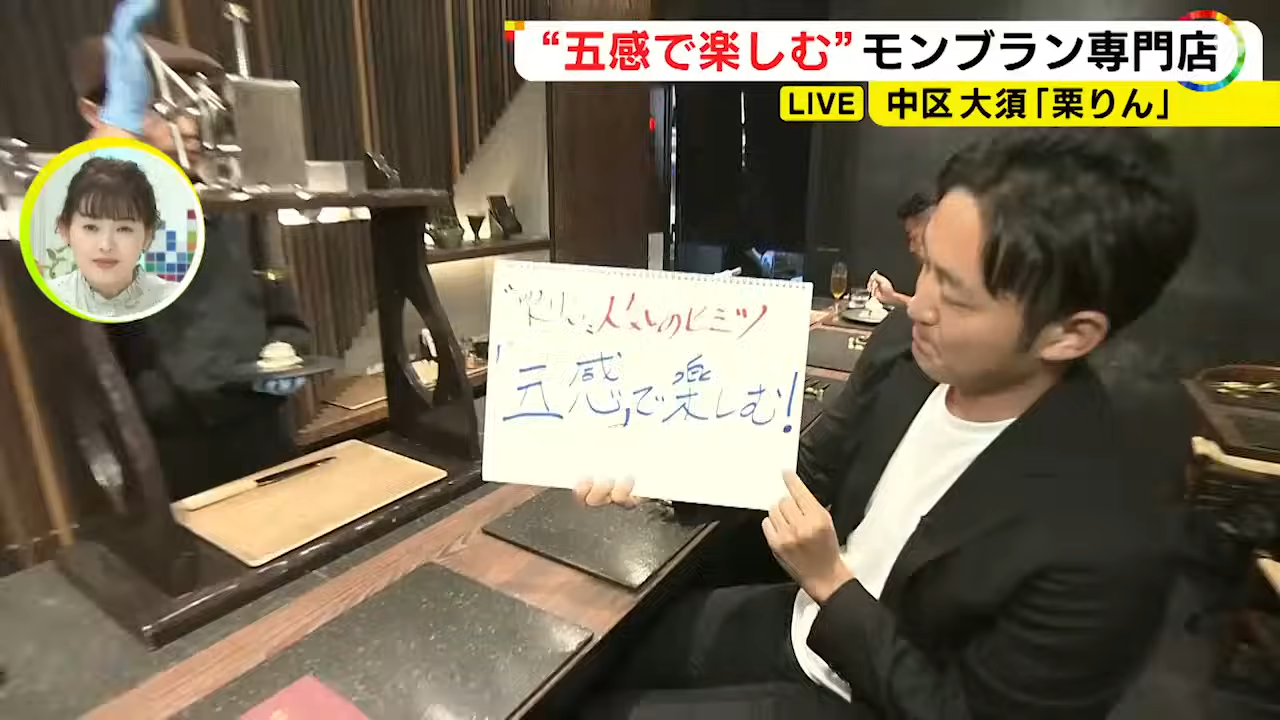 “五感で楽しむ”モンブラン専門店
LIVE 中区 大須「栗りん」
“栗りん”人気のヒミツ
「五感」で楽しむ!